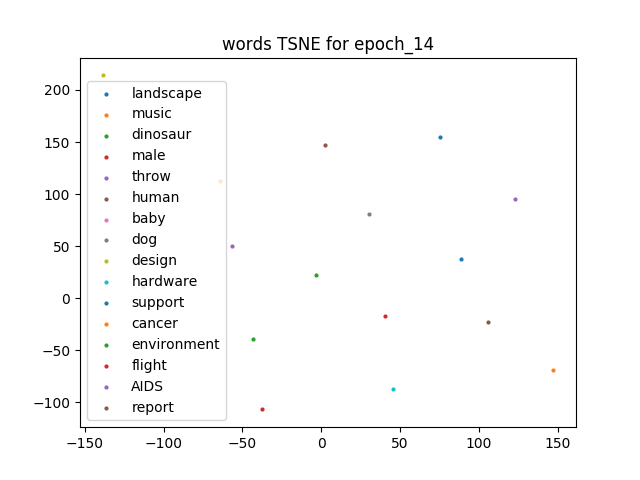 words TSNE for epoch_14
200
150
100
50
0
−50
−100
landscape
music
dinosaur
male
throw
human
baby
dog
design
hardware
support
cancer
environment
flight
AIDS
report
−150
−100
−50
0
50
100
150